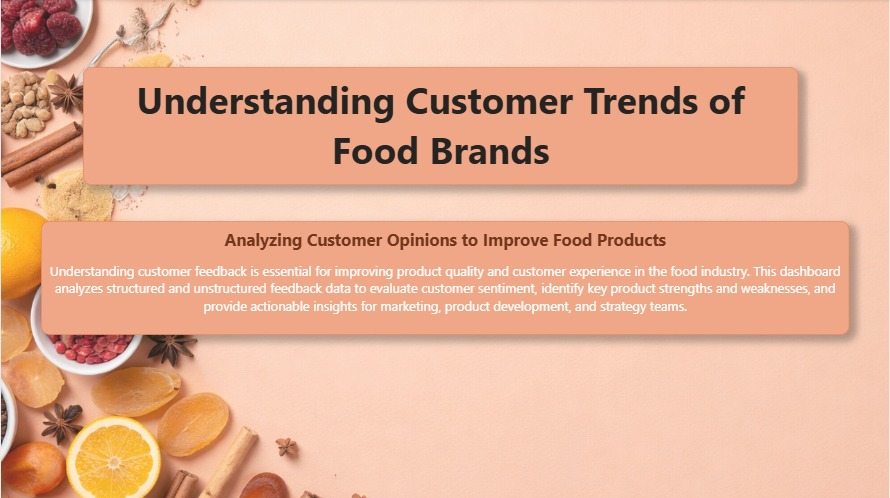 Understanding Customer Trends of
Food Brands
Analyzing Customer Opinions to Improve Food Products
Understanding customer feedback is essential for improving product quality and customer experience in the food industry. This dashboard
analyzes structured and unstructured feedback data to evaluate customer sentiment, identify key product strengths and weaknesses, and
provide actionable insights for marketing, product development, and strategy teams.